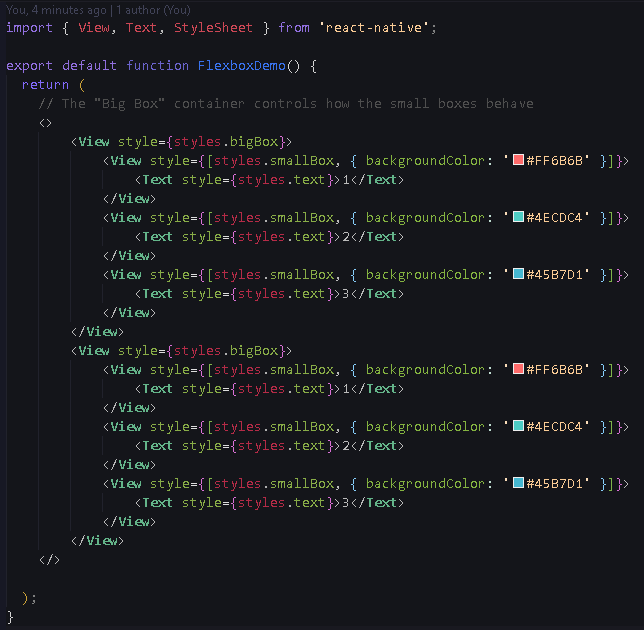 You, 4 minutes ago | 1 author (You)
import { View, Text, StyleSheet } from 'react-native';
export default function FlexboxDemo() {
return (
// The "Big Box" container controls how the small boxes behave
<>
<View style={styles.bigBox}>
<View style={[styles.smallBox, { backgroundColor: '#FF6B6B' }]}>
<Text style={styles.text}>1</Text>
</View>
<View style={[styles.smallBox, { backgroundColor: '#4ECDC4' }]}>
<Text style={styles.text}>2</Text>
</View>
<View style={[styles.smallBox, { backgroundColor: '#45B7D1' }]}>
<Text style={styles.text}>3</Text>
</View>
</View>
<View style={styles.bigBox}>
<View style={[styles.smallBox, { backgroundColor: '#FF6B6B' }]}>
<Text style={styles.text}>1</Text>
</View>
<View style={[styles.smallBox, { backgroundColor: '#4ECDC4' }]}>
<Text style={styles.text}>2</Text>
</View>
<View style={[styles.smallBox, { backgroundColor: '#45B7D1' }]}>
<Text style={styles.text}>3</Text>
</View>
</View>
</>
);
}